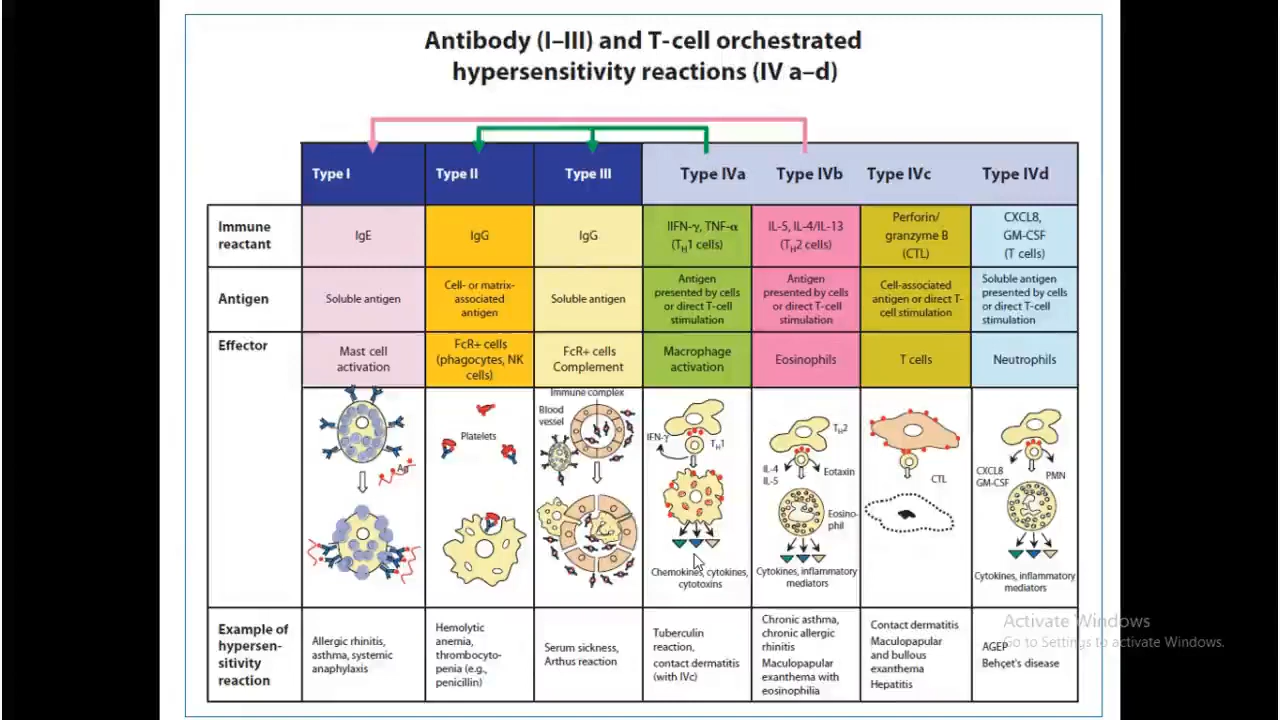 Antibody (I–III) and T-cell orchestrated
hypersensitivity reactions (IV a–d)
Type I
Type II
Type III
Type IVa
Type IVb
Type IVc
Type IVd
Immune
reactant
IgE
IgG
IgG
IIFN-γ, TNF-α
(TH1 cells)
IL-5, IL-4/IL-13
(TH2 cells)
Perforin/
granzyme B
(CTL)
CXCL8,
GM-CSF
(T cells)
Antigen
Soluble antigen
Cell- or matrix-
associated
antigen
Soluble antigen
Antigen
presented by cells
or direct T-cell
stimulation
Antigen
presented by cells
or direct T-cell
stimulation
Cell-associated
antigen or direct T-
cell stimulation
Soluble antigen
presented by cells
or direct T-cell
stimulation
Effector
Mast cell
activation
FcR+ cells
(phagocytes, NK
cells)
FcR+ cells
Complement
Macrophage
activation
Eosinophils
T cells
Neutrophils
Ag
Platelets
Immune complex
Blood
vessel
IFN-γ
TH1
Chemokines, cytokines,
cytotoxins
TH2
IL-4
IL-5
Eotaxin
Eosino-
phil
Cytokines, inflammatory
mediators
CTL
CXCL8
GM-CSF
PMN
Cytokines, inflammatory
mediators
Example of
hypersen-
sitivity
reaction
Allergic rhinitis,
asthma, systemic
anaphylaxis
Hemolytic
anemia,
thrombocyto-
penia (e.g.,
penicillin)
Serum sickness,
Arthus reaction
Tuberculin
reaction,
contact dermatitis
(with IVc)
Chronic asthma,
chronic allergic
rhinitis
Maculopapular
exanthema with
eosinophilia
Contact dermatitis
Maculopapular
and bullous
exanthema
Hepatitis
AGEP
Behçet's disease
Activate Windows
Go to Settings to activate Windows.